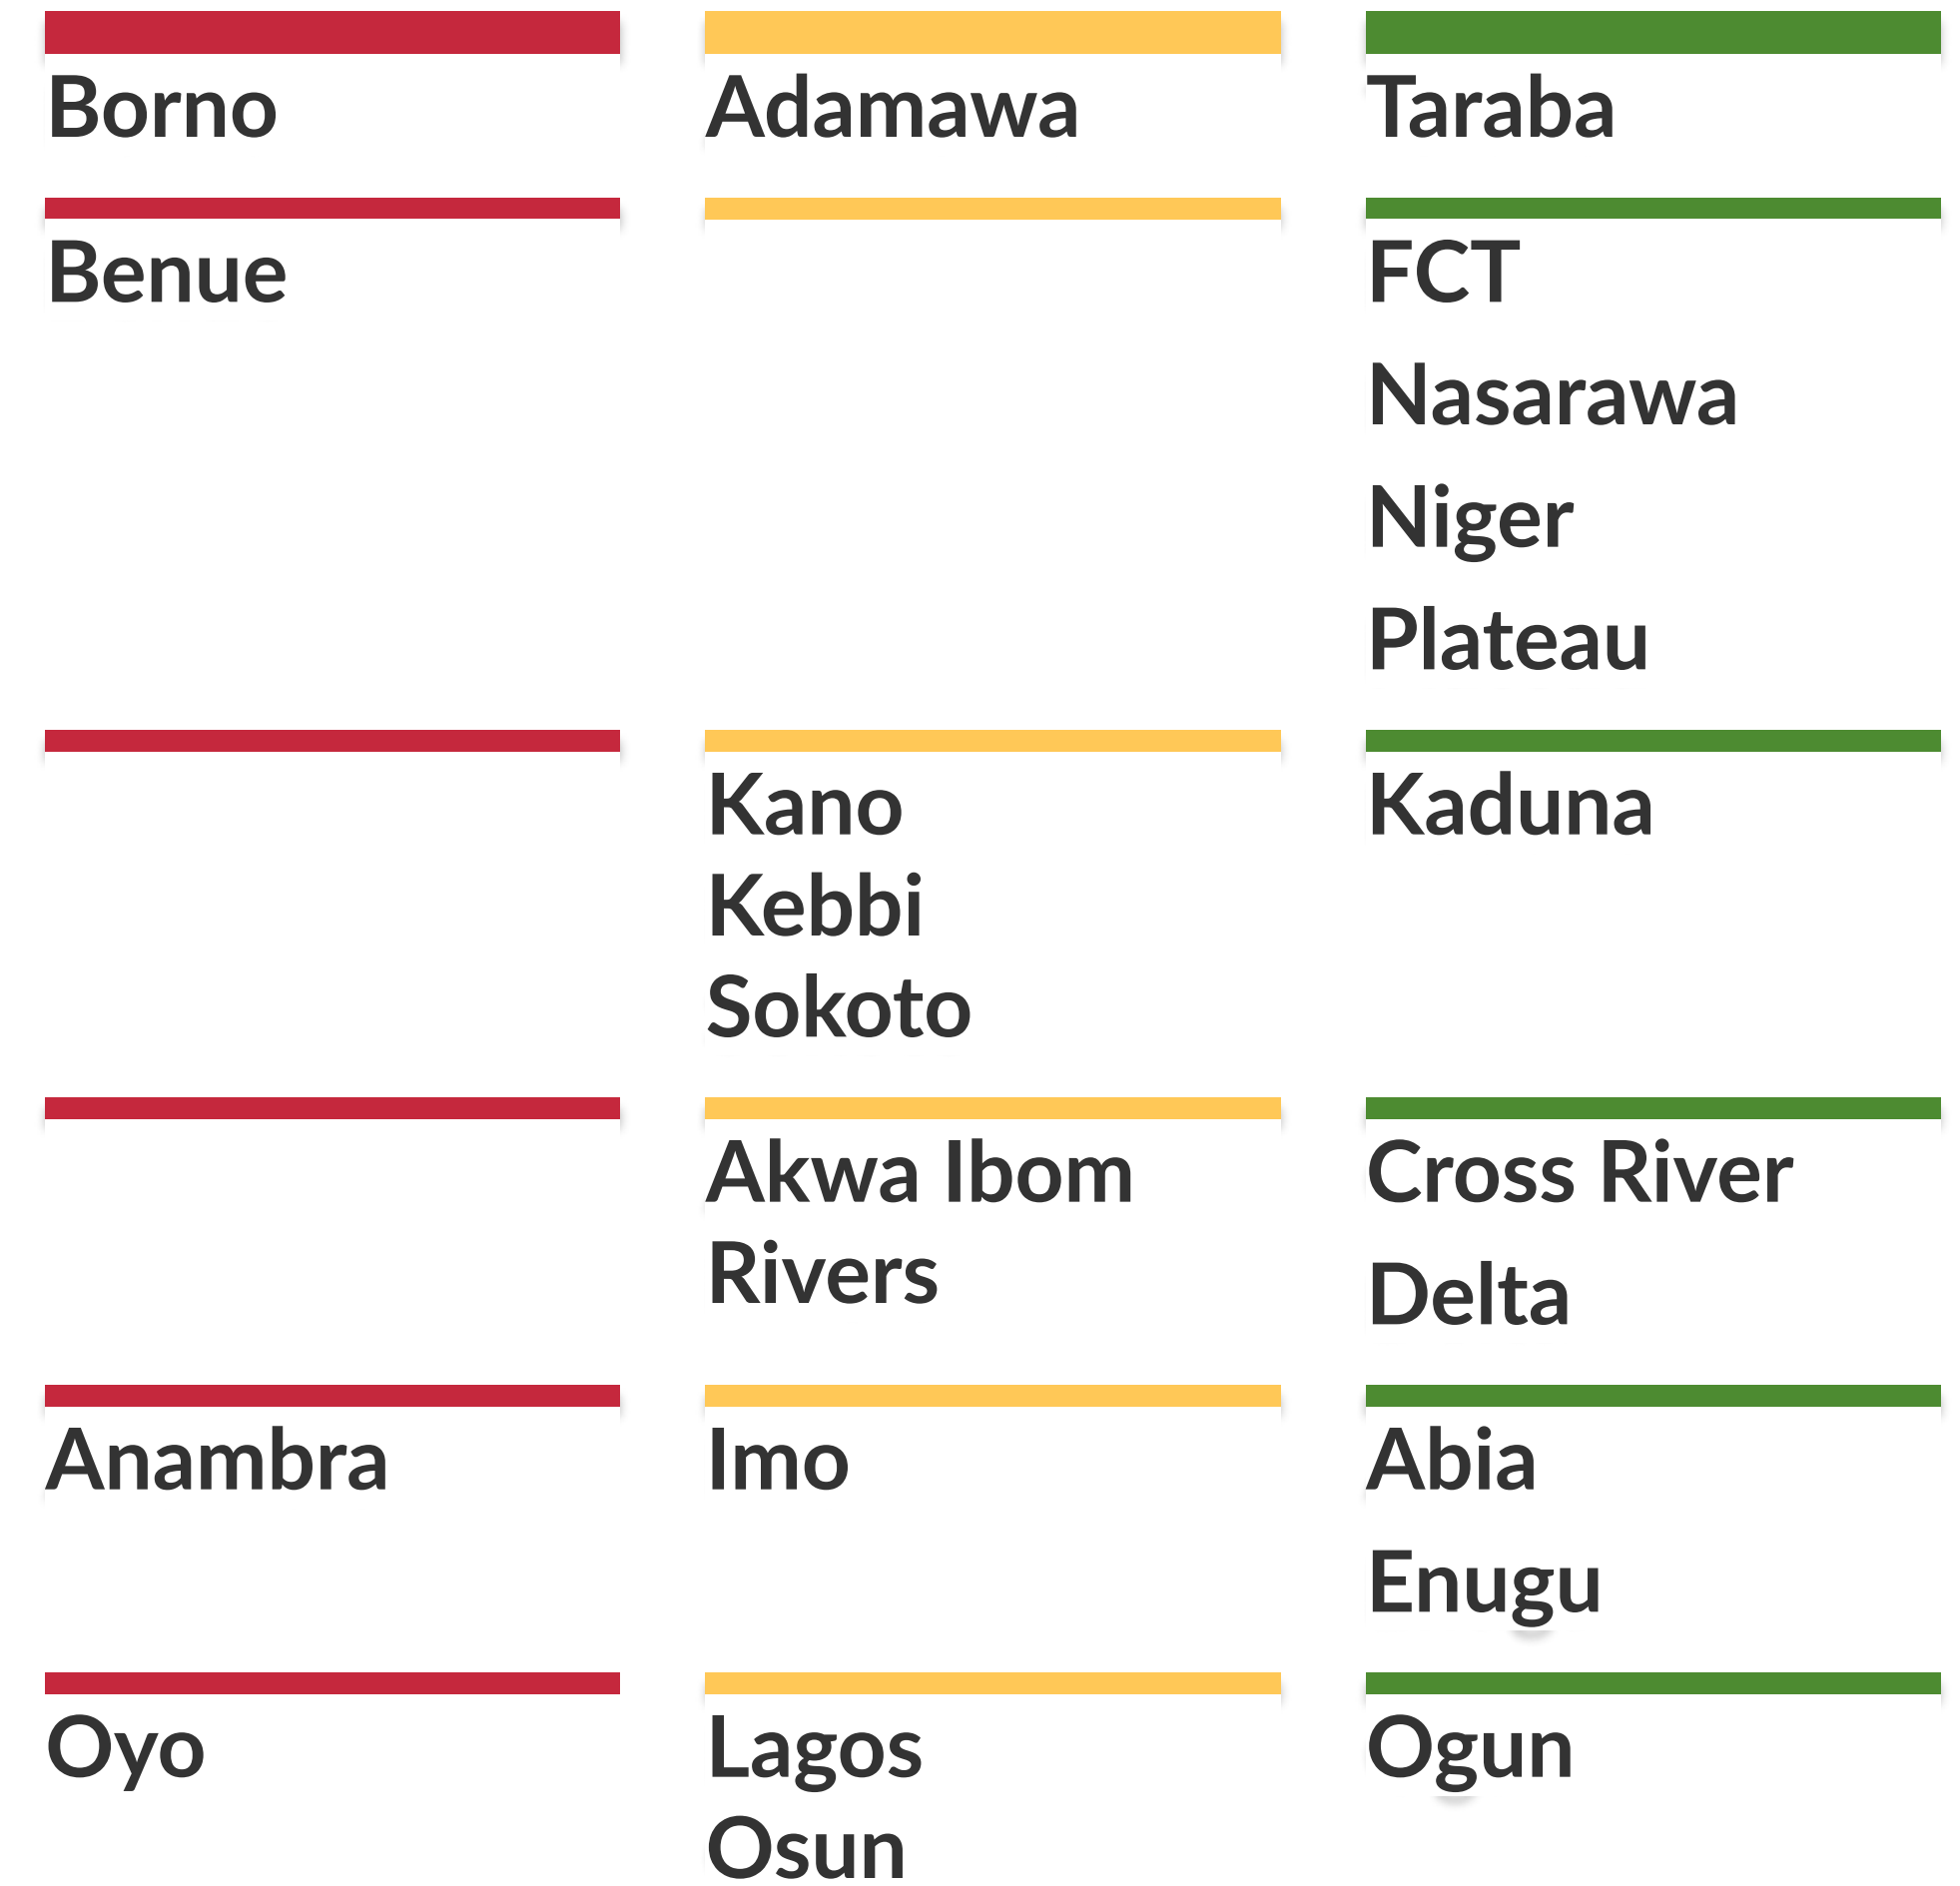 Borno
Adamawa
Taraba
Benue
FCT
Nasarawa
Niger
Plateau
Kano
Kebbi
Sokoto
Kaduna
Akwa Ibom
Rivers
Cross River
Delta
Anambra
Imo
Abia
Enugu
Oyo
Lagos
Osun
Ogun